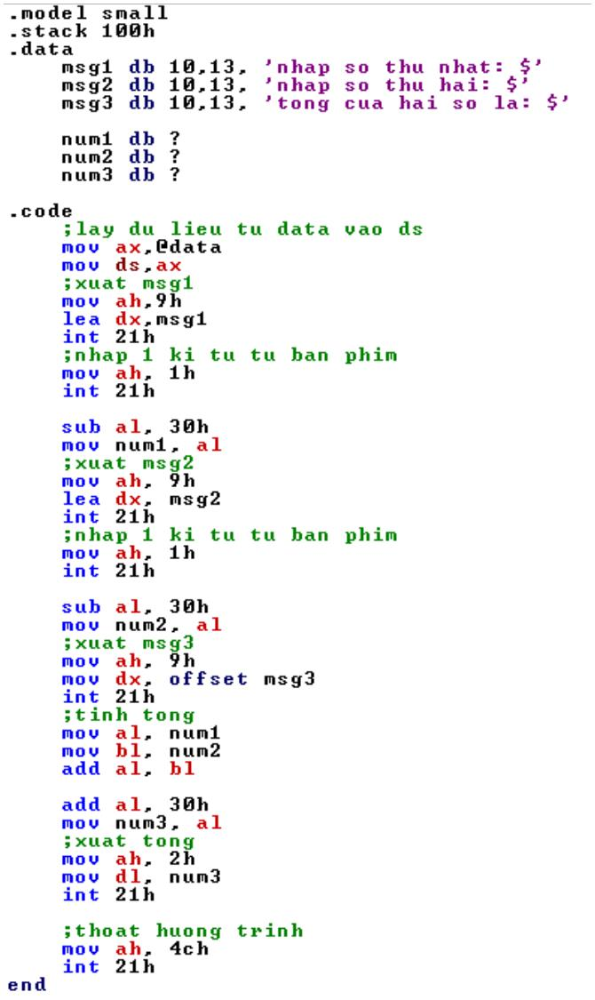 .model small
.stack 100h
.data
msg1 db 10,13, 'nhap so thu nhat: $'
msg2 db 10,13, 'nhap so thu hai: $'
msg3 db 10,13, 'tong cua hai so la: $'
num1 db ?
num2 db ?
num3 db ?
.code
;lay du lieu tu data vao ds
mov ax,@data
mov ds,ax
;xuat msg1
mov ah,9h
lea dx,msg1
int 21h
;nhap 1 ki tu tu ban phim
mov ah, 1h
int 21h
sub al, 30h
mov num1, al
;xuat msg2
mov ah, 9h
lea dx, msg2
int 21h
;nhap 1 ki tu tu ban phim
mov ah, 1h
int 21h
sub al, 30h
mov num2, al
;xuat msg3
mov ah, 9h
mov dx, offset msg3
int 21h
;tinh tong
mov al, num1
mov bl, num2
add al, bl
add al, 30h
mov num3, al
;xuat tong
mov ah, 2h
mov dl, num3
int 21h
;thoat huong trinh
mov ah, 4ch
int 21h
end